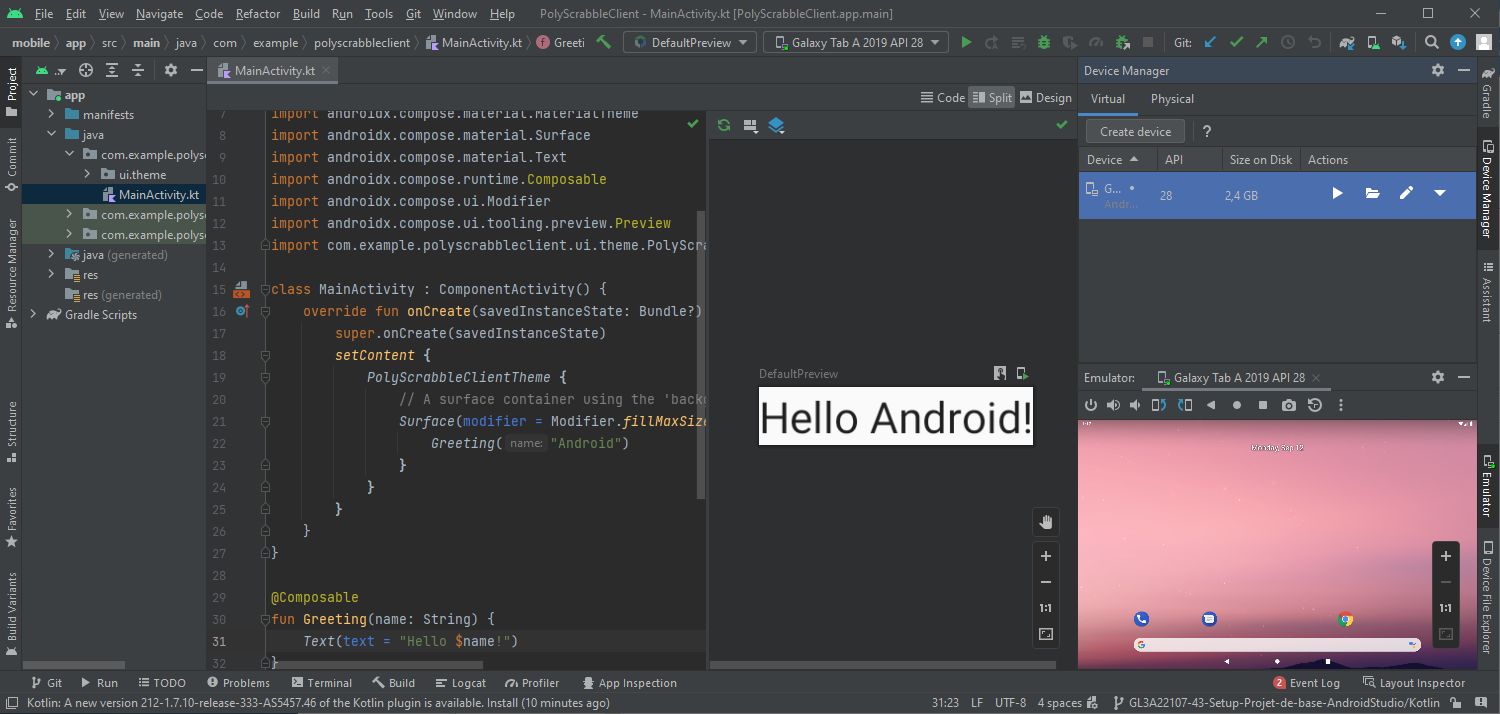 File Edit View Navigate Code Refactor Build Run Tools Git Window Help PolyScrabbleClient - MainActivity.kt [PolyScrabbleClient.app.main]
mobile app src main java com example polyscrabbleclient MainActivity.kt Greeti DefaultPreview Galaxy Tab A 2019 API 28 Git:
Project
Commit
Resource Manager
Structure
Favorites
Build Variants
app
manifests
java
com.example.polysc
ui.theme
MainActivity.kt
com.example.polysc
com.example.polysc
java (generated)
res
res (generated)
Gradle Scripts
MainActivity.kt
Code Split Design
7 import androidx.compose.material.MaterialTheme
8 import androidx.compose.material.Surface
9 import androidx.compose.material.Text
10 import androidx.compose.runtime.Composable
11 import androidx.compose.ui.Modifier
12 import androidx.compose.ui.tooling.preview.Preview
13 import com.example.polyscrabbleclient.ui.theme.PolyScra
14
15 class MainActivity : ComponentActivity() {
16 override fun onCreate(savedInstanceState: Bundle?)
17 super.onCreate(savedInstanceState)
18 setContent {
19 PolyScrabbleClientTheme {
20 // A surface container using the 'backg
21 Surface(modifier = Modifier.fillMaxSize
22 Greeting( name: "Android")
23 }
24 }
25 }
26 }
27 }
28
29 @Composable
30 fun Greeting(name: String) {
31 Text(text = "Hello $name!")
32 }
DefaultPreview
Hello Android!
1:1
Device Manager
Virtual Physical
Create device ?
Device API Size on Disk Actions
G... 28 2,4 GB
Andr...
Emulator: Galaxy Tab A 2019 API 28
Monday, Sep 12
1:1
Gradle
Device Manager
Assistant
Emulator
Device File Explorer
Git Run TODO Problems Terminal Build Logcat Profiler App Inspection 2 Event Log Layout Inspector
Kotlin: A new version 212-1.7.10-release-333-AS5457.46 of the Kotlin plugin is available. Install (10 minutes ago) 31:23 LF UTF-8 4 spaces GL3A22107-43-Setup-Projet-de-base-AndroidStudio/Kotlin